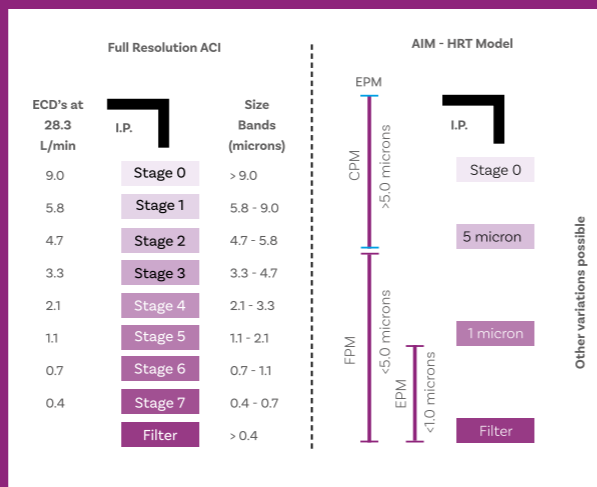 Full Resolution ACI
ECD's at
28.3
L/min
I.P.
Size
Bands
(microns)
9.0 Stage 0 > 9.0
5.8 Stage 1 5.8 - 9.0
4.7 Stage 2 4.7 - 5.8
3.3 Stage 3 3.3 - 4.7
2.1 Stage 4 2.1 - 3.3
1.1 Stage 5 1.1 - 2.1
0.7 Stage 6 0.7 - 1.1
0.4 Stage 7 0.4 - 0.7
Filter > 0.4
AIM - HRT Model
EPM
I.P.
CPM
>5.0 microns
Stage 0
5 micron
FPM
<5.0 microns
1 micron
EPM
<1.0 microns
Filter
Other variations possible